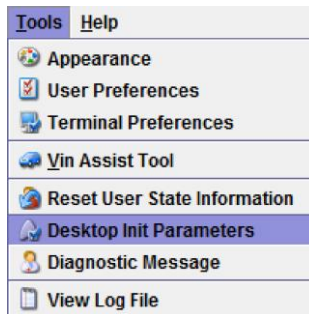 Tools Help
Appearance
User Preferences
Terminal Preferences
Vin Assist Tool
Reset User State Information
Desktop Init Parameters
Diagnostic Message
View Log File